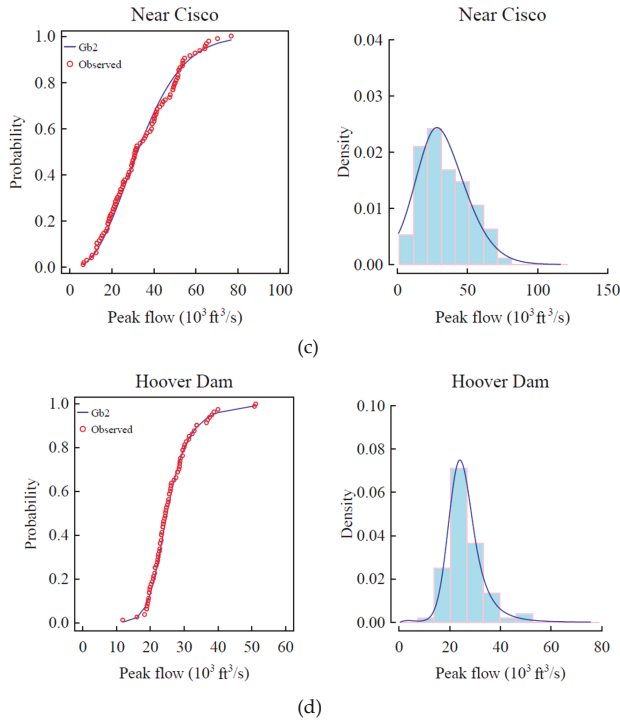 Near Cisco
Near Cisco
1.0
0.8
0.6
0.4
0.2
0.0
Probability
Gb2
Observed
0 20 40 60 80 100
Peak flow (10³ ft³/s)
0.04
0.03
0.02
0.01
0.00
Density
0 50 100 150
Peak flow (10³ ft³/s)
(c)
Hoover Dam
Hoover Dam
1.0
0.8
0.6
0.4
0.2
0.0
Probability
Gb2
Observed
0 10 20 30 40 50 60
Peak flow (10³ ft³/s)
0.10
0.08
0.06
0.04
0.02
0.00
Density
0 20 40 60 80
Peak flow (10³ ft³/s)
(d)